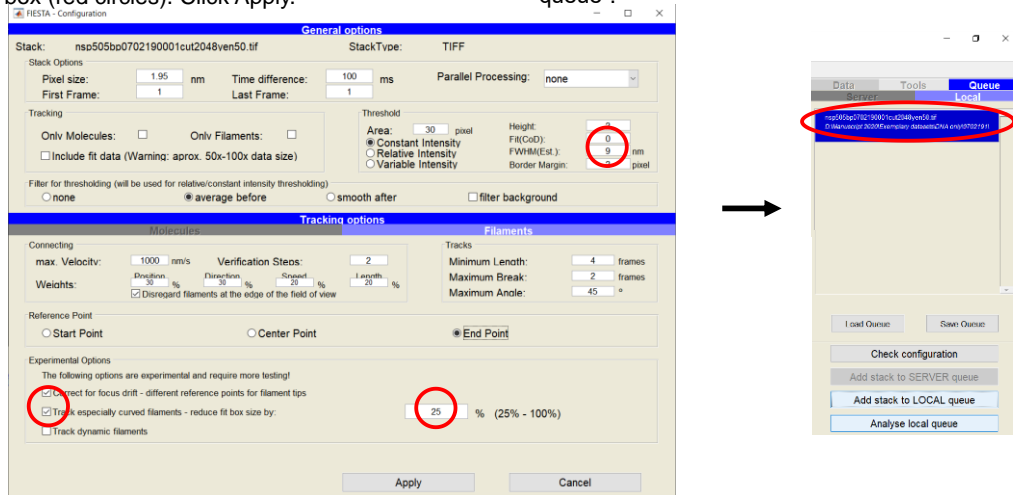 box (red circles). Click Apply.
queue".
FIESTA - Configuration
General options
Stack: nsp505bp0702190001cut2048yen50.tif StackType: TIFF
Stack Options
Pixel size: 1.95 nm Time difference: 100 ms Parallel Processing: none
First Frame: 1 Last Frame: 1
Tracking
Only Molecules: Only Filaments:
Include fit data (Warning: aprox. 50x-100x data size)
Threshold
Area: 30 pixel
Constant Intensity
Relative Intensity
Variable Intensity
Height:
Fit(CoD): 0
FWHM(Est.): 9 nm
Border Margin: pixel
Filter for thresholding (will be used for relative/constant intensity thresholding)
none average before smooth after filter background
Tracking options
Molecules Filaments
Connecting
max. Velocity: 1000 nm/s Verification Steps: 2
Position Direction Speed Length
Weights: 30 % 30 % 20 % 20 %
Disregard filaments at the edge of the field of view
Tracks
Minimum Length: 4 frames
Maximum Break: 2 frames
Maximum Angle: 45 °
Reference Point
Start Point Center Point End Point
Experimental Options
The following options are experimental and require more testing!
Correct for focus drift - different reference points for filament tips
Track especially curved filaments - reduce fit box size by: 25 % (25% - 100%)
Track dynamic filaments
Apply Cancel
Data Tools Queue
Server Local
nsp505bp0702190001cut2048yen50.tif
D:\Manuscript 2020\Exemplary datasets\DNA only\0702191\
Load Queue Save Queue
Check configuration
Add stack to SERVER queue
Add stack to LOCAL queue
Analyse local queue